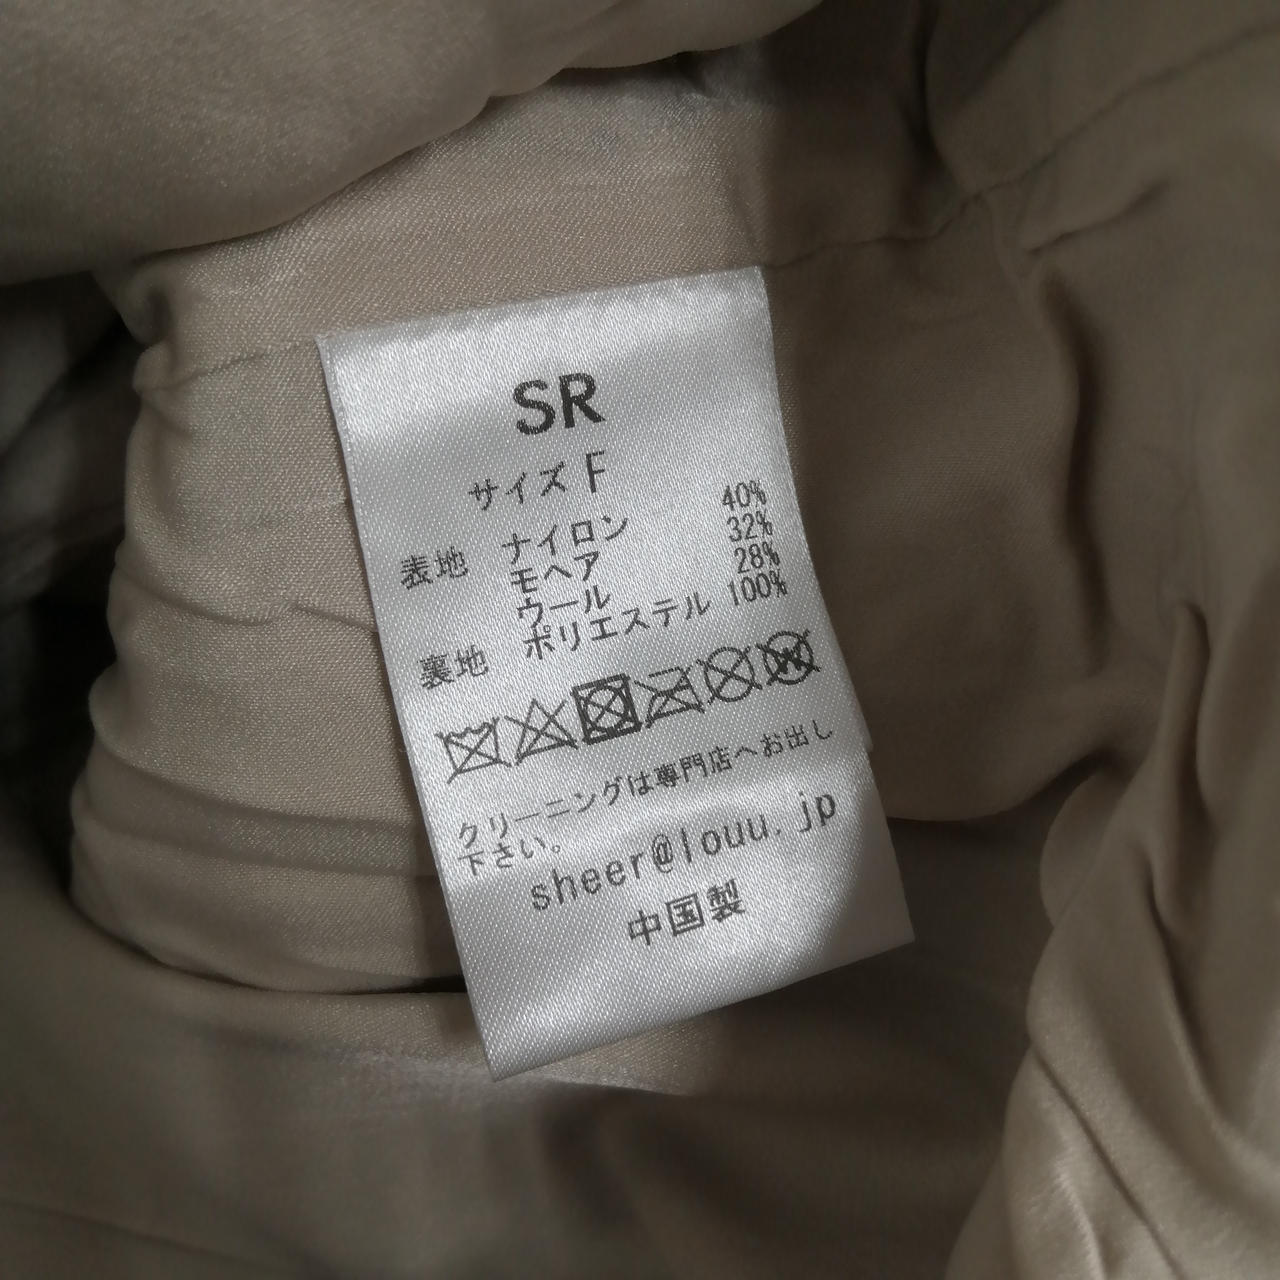 SR
サイズ F
表地 ナイロン 40%
モヘア 32%
ウール 28%
裏地 ポリエステル 100%
クリーニングは専門店へお出し
下さい。
sheer@louu.jp
中国製